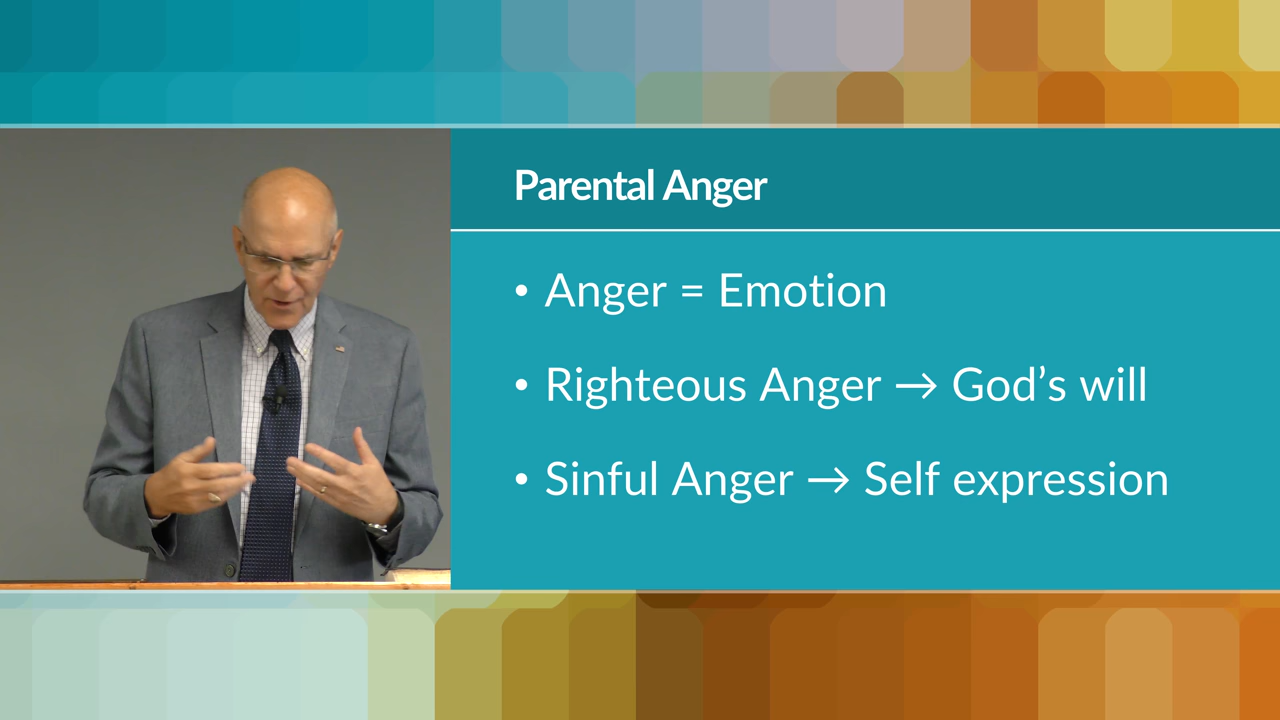 Parental Anger
• Anger = Emotion
• Righteous Anger → God’s will
• Sinful Anger → Self expression